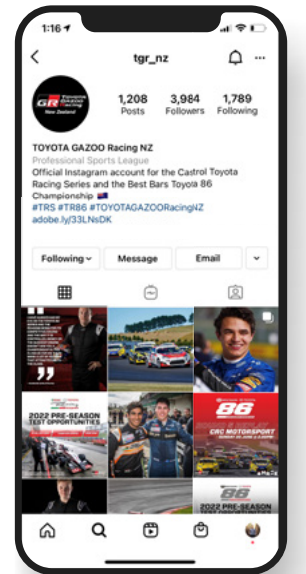 1:16
tgr_nz
GR TOYOTA GAZOO Racing
New Zealand
1,208 3,984 1,789
Posts Followers Following
TOYOTA GAZOO Racing NZ
Professional Sports League
Official Instagram account for the Castrol Toyota
Racing Series and the Best Bars Toyota 86
Championship
#TRS #TR86 #TOYOTAGAZOORacingNZ
adobe.ly/33LNsDK
Following Message Email
2022 PRE-SEASON
TEST OPPORTUNITIES
86
CRC MOTORSPORT
86
2022 PRE-SEASON
TEST OPPORTUNITIES